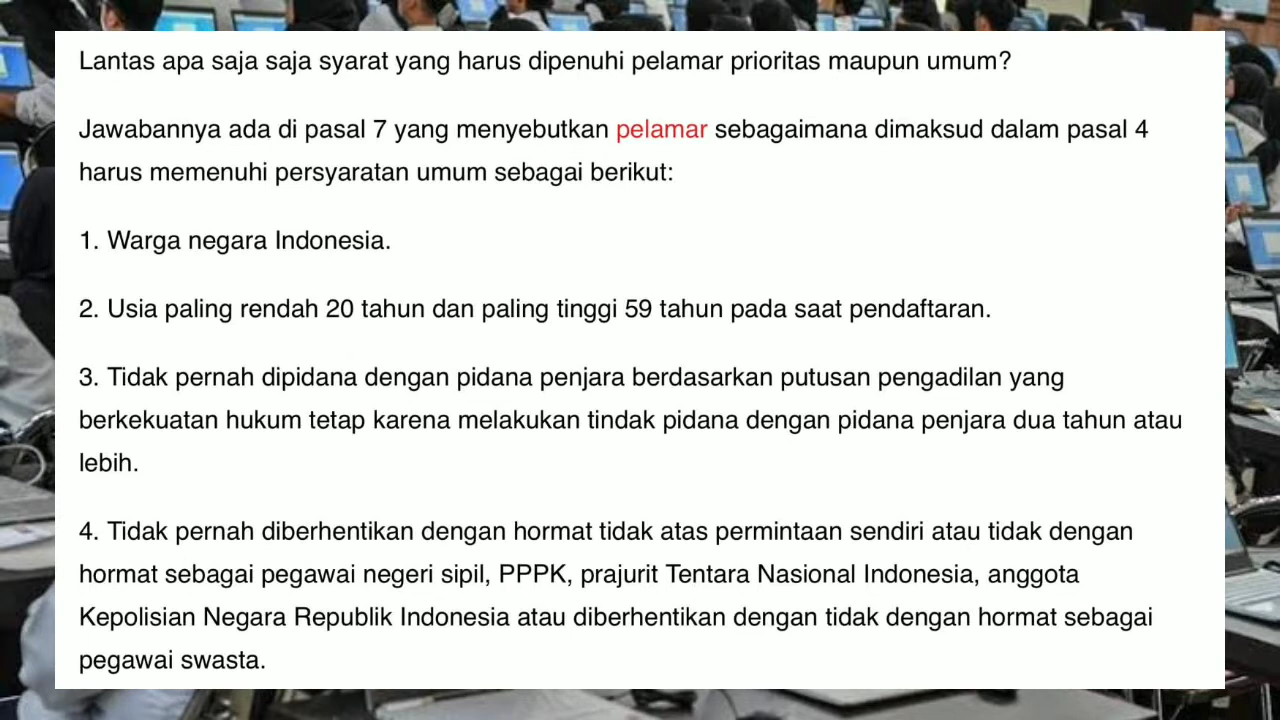 Lantas apa saja saja syarat yang harus dipenuhi pelamar prioritas maupun umum?
Jawabannya ada di pasal 7 yang menyebutkan pelamar sebagaimana dimaksud dalam pasal 4
harus memenuhi persyaratan umum sebagai berikut:
1. Warga negara Indonesia.
2. Usia paling rendah 20 tahun dan paling tinggi 59 tahun pada saat pendaftaran.
3. Tidak pernah dipidana dengan pidana penjara berdasarkan putusan pengadilan yang
berkekuatan hukum tetap karena melakukan tindak pidana dengan pidana penjara dua tahun atau
lebih.
4. Tidak pernah diberhentikan dengan hormat tidak atas permintaan sendiri atau tidak dengan
hormat sebagai pegawai negeri sipil, PPPK, prajurit Tentara Nasional Indonesia, anggota
Kepolisian Negara Republik Indonesia atau diberhentikan dengan tidak dengan hormat sebagai
pegawai swasta.